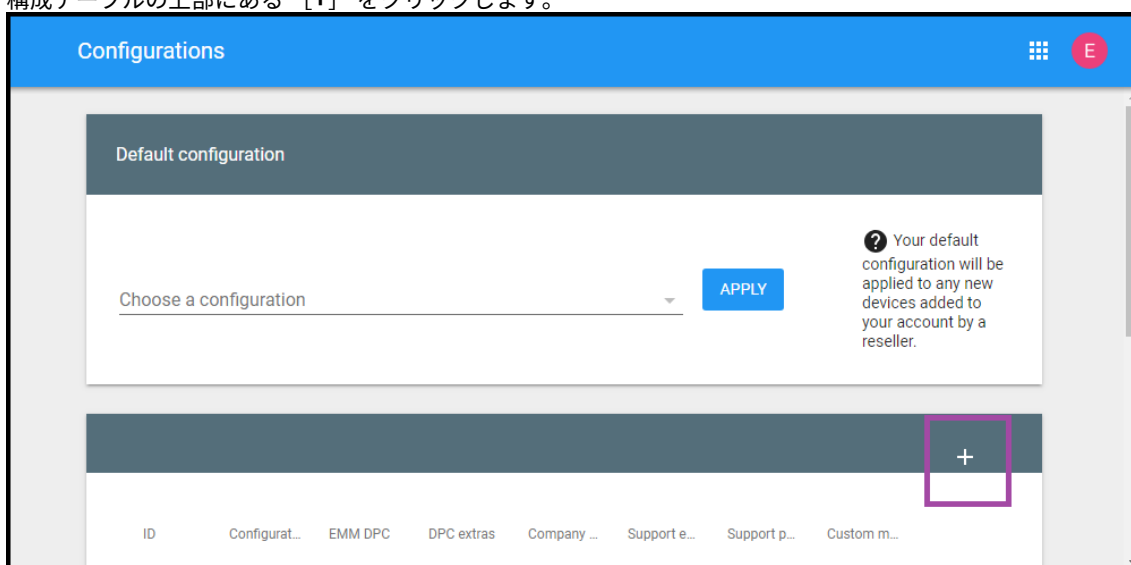 構成テーブルの上部にある [+] をクリックします。
Configurations
E
Default configuration
Your default
configuration will be
applied to any new
devices added to
your account by a
reseller.
Choose a configuration
APPLY
+
ID Configurat... EMM DPC DPC extras Company ... Support e... Support p... Custom m...